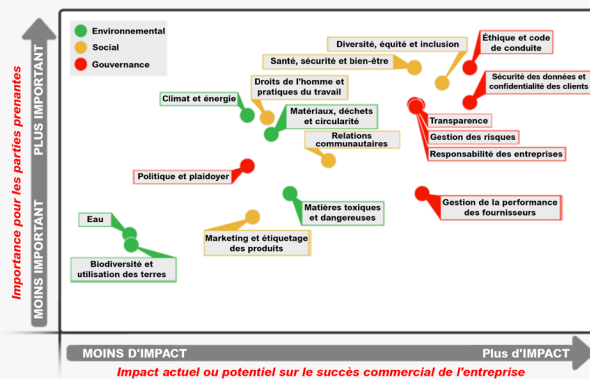 Environnemental
Social
Gouvernance
Diversité, équité et inclusion
Éthique et code
de conduite
Santé, sécurité et bien-être
Droits de l'homme et
pratiques du travail
Sécurité des données et
confidentialité des clients
Climat et énergie
Matériaux, déchets
et circularité
Transparence
Relations
communautaires
Gestion des risques
Responsabilité des entreprises
Politique et plaidoyer
Matières toxiques
et dangereuses
Gestion de la performance
des fournisseurs
Eau
Marketing et étiquetage
des produits
Biodiversité et
utilisation des terres
Importance pour les parties prenantes
PLUS IMPORTANT
MOINS IMPORTANT
MOINS D'IMPACT
Plus d'IMPACT
Impact actuel ou potentiel sur le succès commercial de l'entreprise